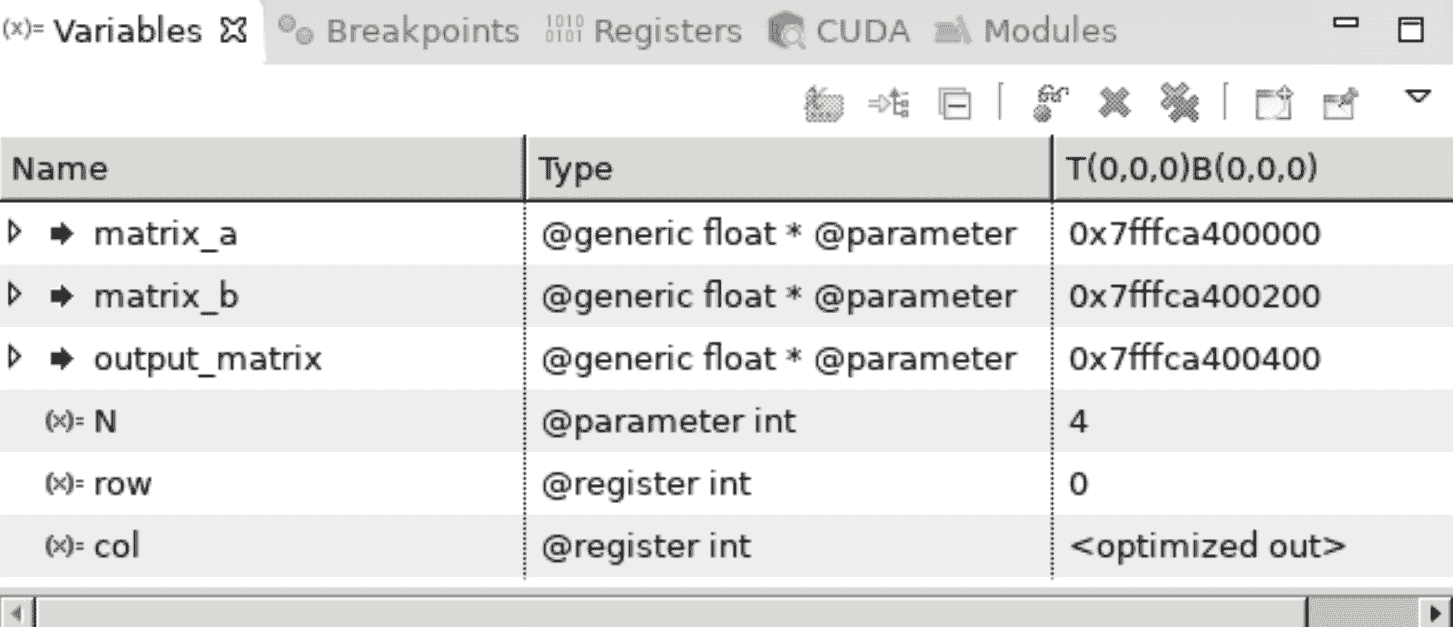 (x)= Variables Breakpoints 1010 0101 Registers CUDA Modules
Name Type T(0,0,0)B(0,0,0)
matrix_a @generic float * @parameter 0x7fffca400000
matrix_b @generic float * @parameter 0x7fffca400200
output_matrix @generic float * @parameter 0x7fffca400400
(x)= N @parameter int 4
(x)= row @register int 0
(x)= col @register int <optimized out>